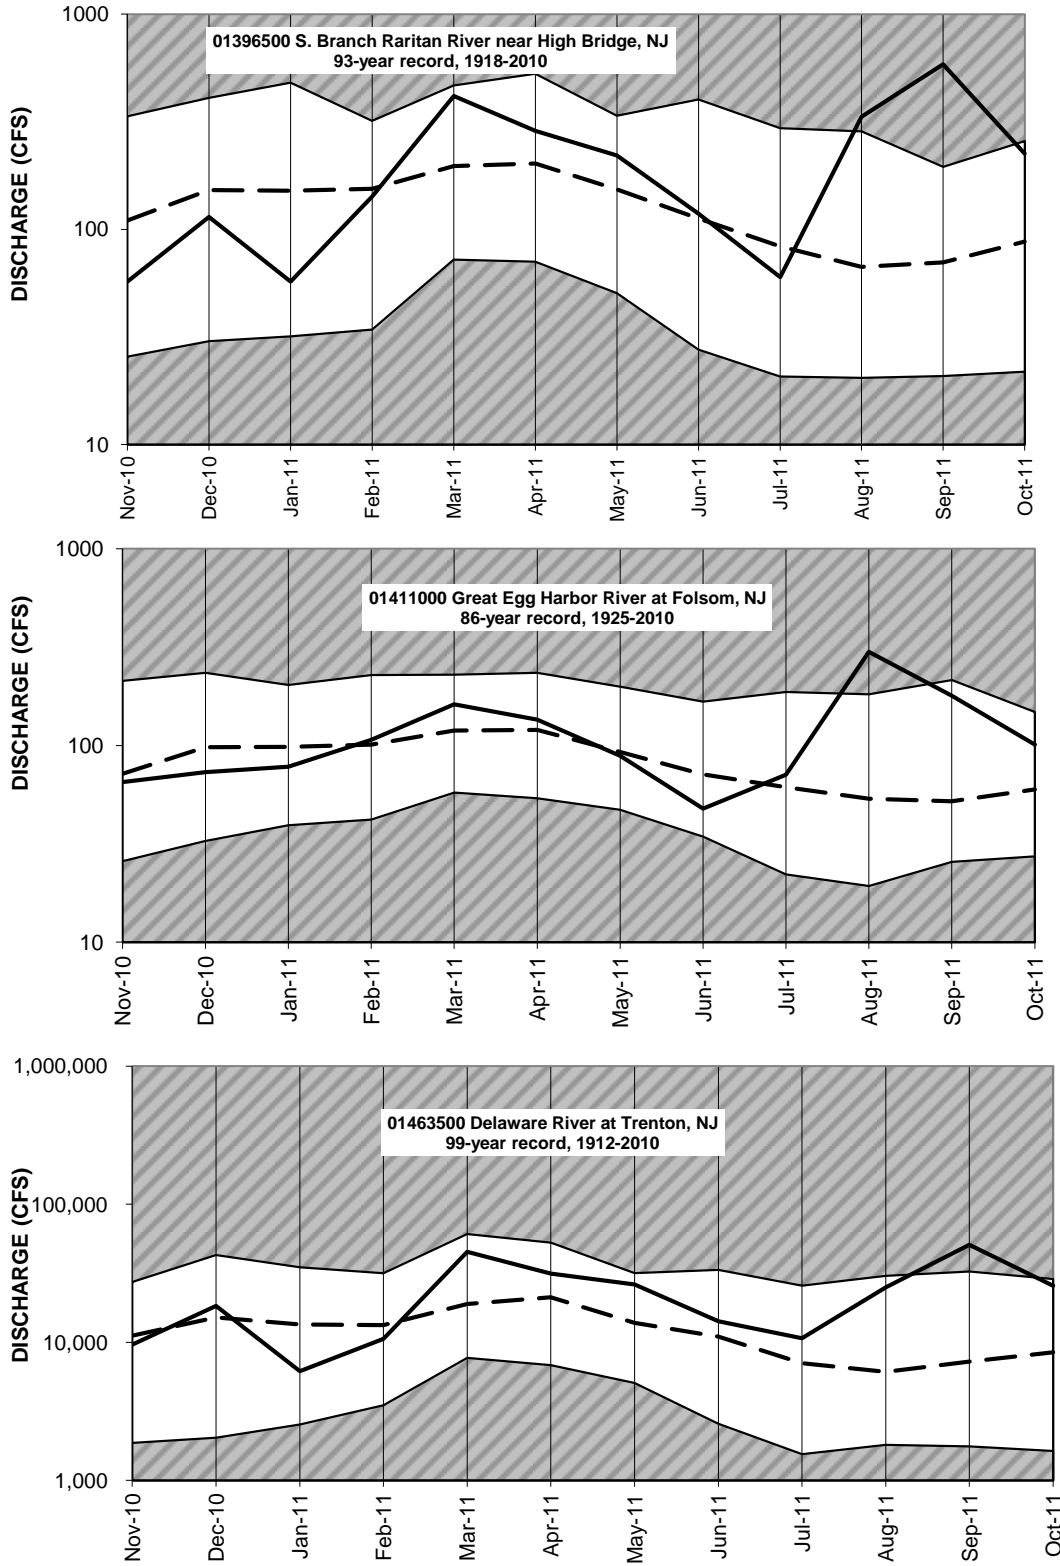 1000
01396500 S. Branch Raritan River near High Bridge, NJ
93-year record, 1918-2010
DISCHARGE (CFS)
100
10
Nov-10
Dec-10
Jan-11
Feb-11
Mar-11
Apr-11
May-11
Jun-11
Jul-11
Aug-11
Sep-11
Oct-11
1000
01411000 Great Egg Harbor River at Folsom, NJ
86-year record, 1925-2010
DISCHARGE (CFS)
100
10
Nov-10
Dec-10
Jan-11
Feb-11
Mar-11
Apr-11
May-11
Jun-11
Jul-11
Aug-11
Sep-11
Oct-11
1,000,000
01463500 Delaware River at Trenton, NJ
99-year record, 1912-2010
DISCHARGE (CFS)
100,000
10,000
1,000
Nov-10
Dec-10
Jan-11
Feb-11
Mar-11
Apr-11
May-11
Jun-11
Jul-11
Aug-11
Sep-11
Oct-11